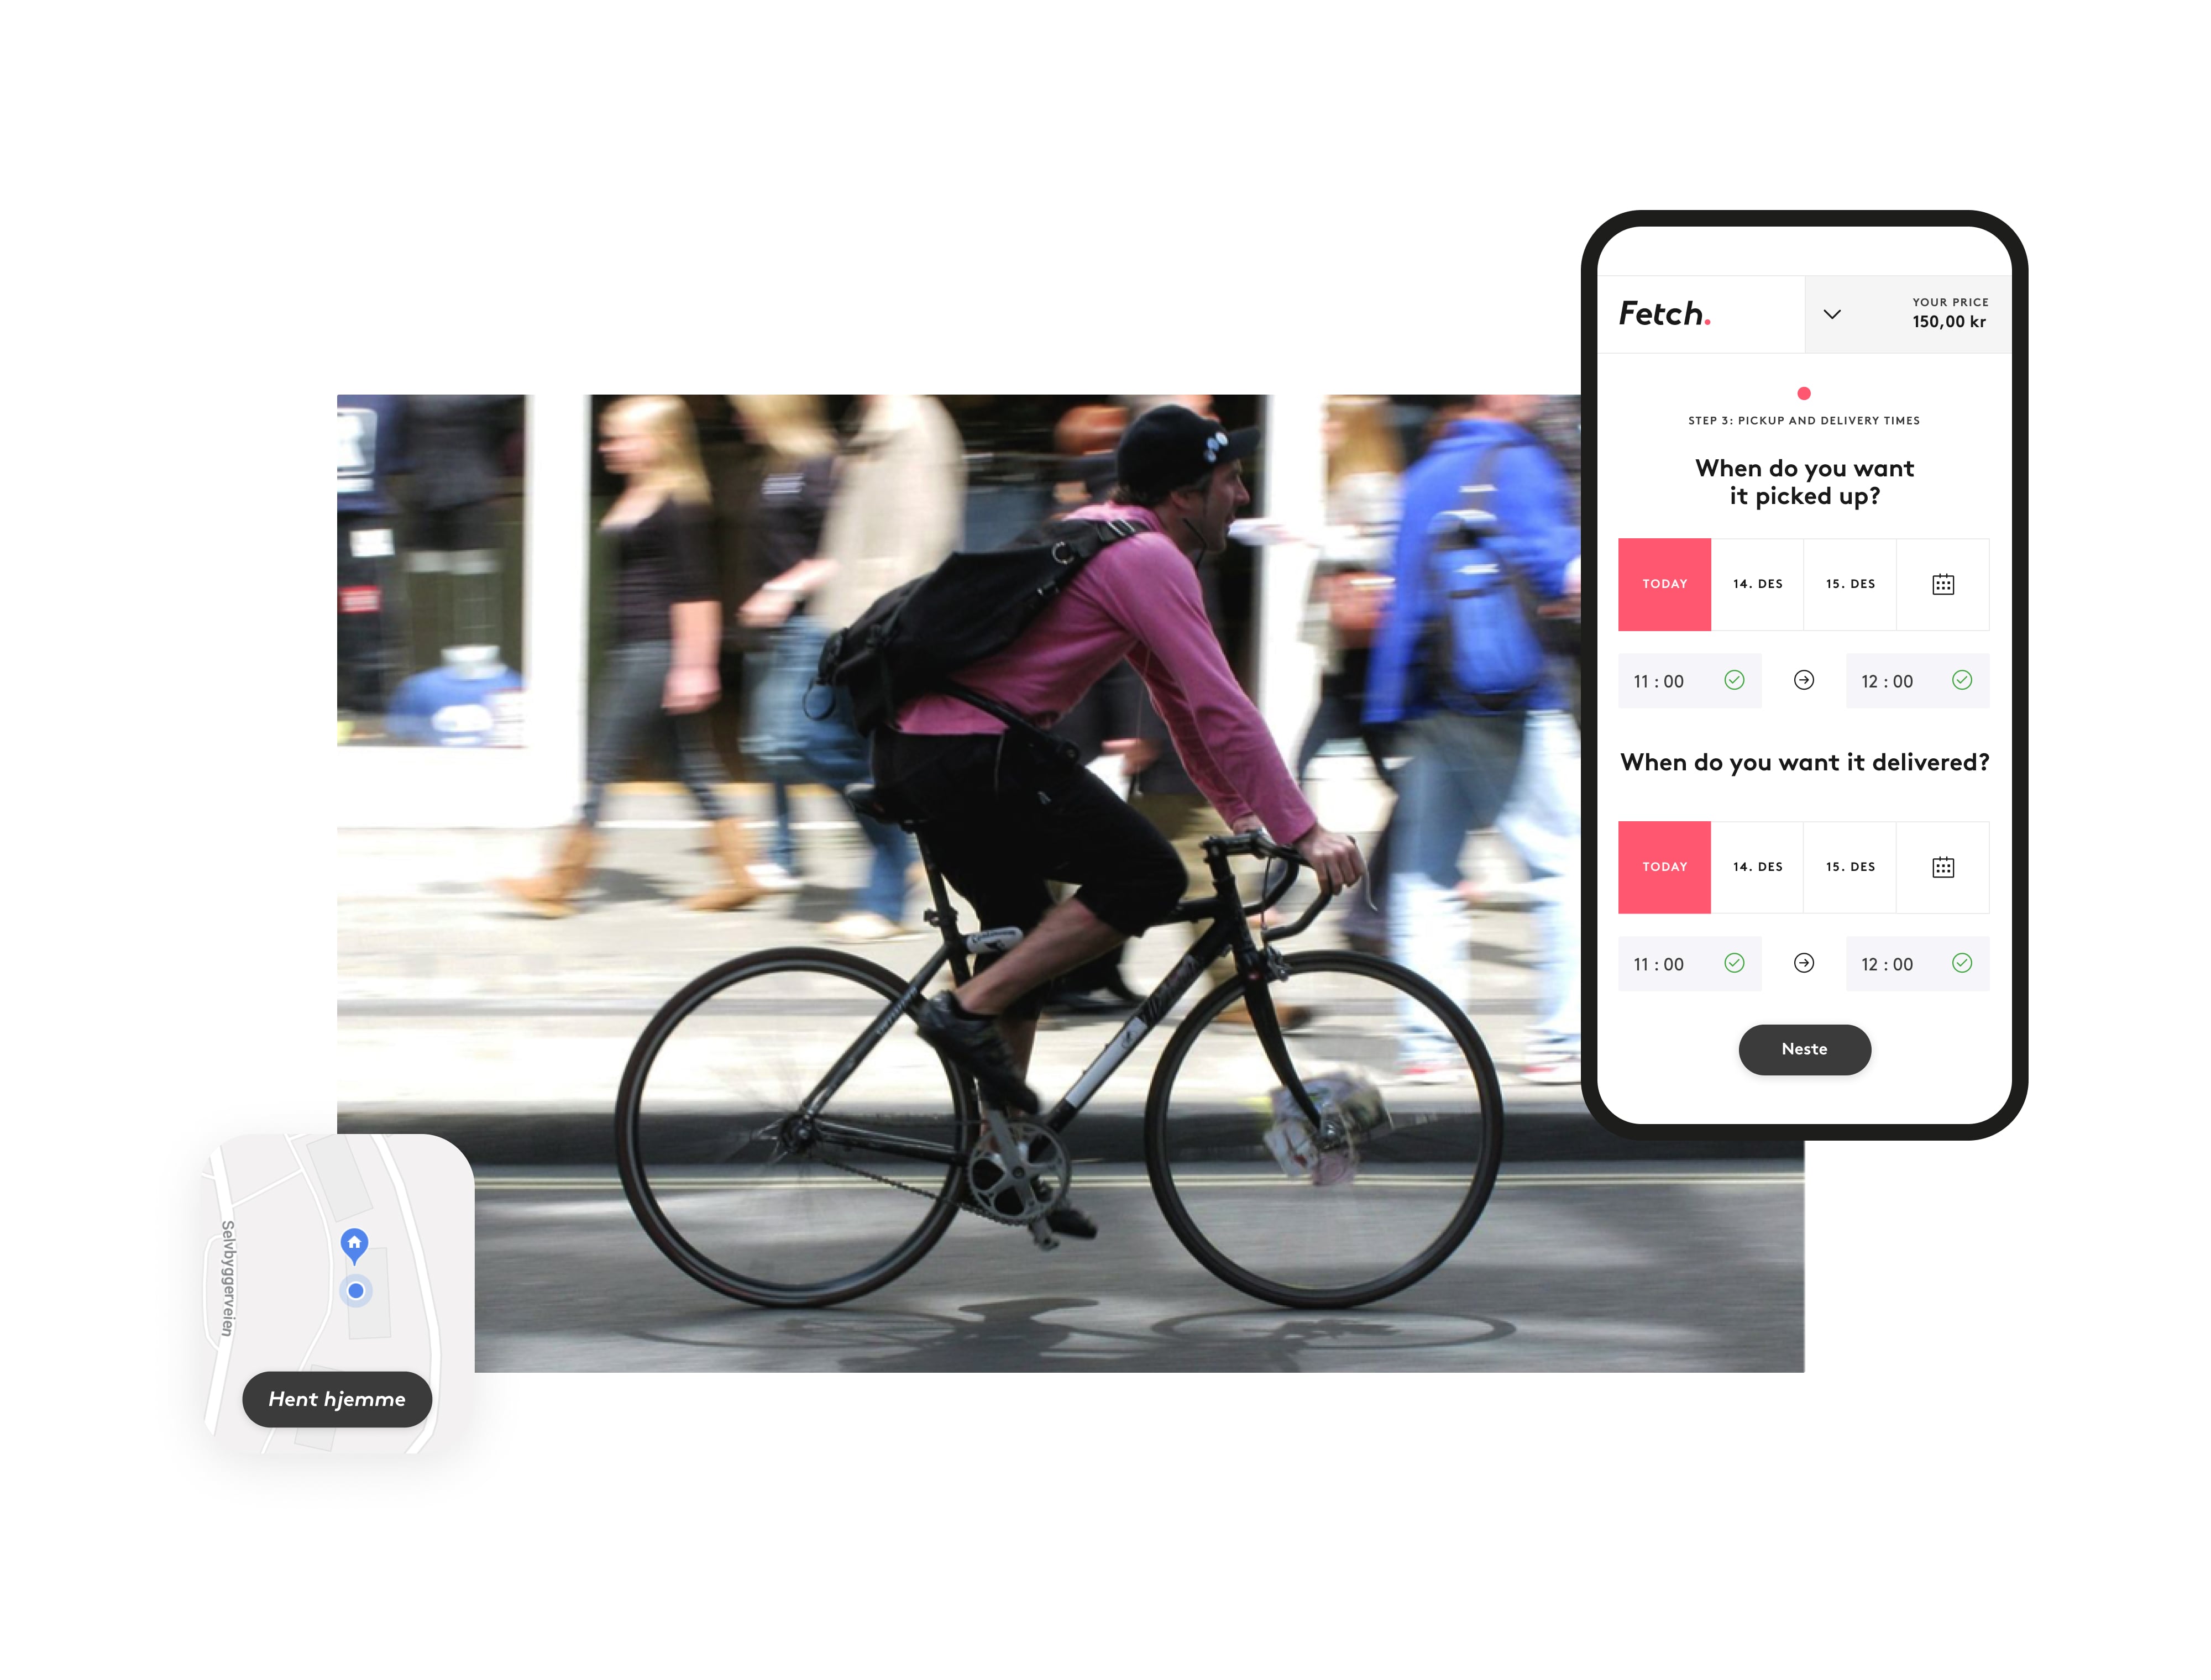 Fetch.
YOUR PRICE
150,00 kr
STEP 3: PICKUP AND DELIVERY TIMES
When do you want
it picked up?
TODAY 14. DES 15. DES
11 : 00 12 : 00
When do you want it delivered?
TODAY 14. DES 15. DES
11 : 00 12 : 00
Neste
Selvbyggerveien
Hent hjemme